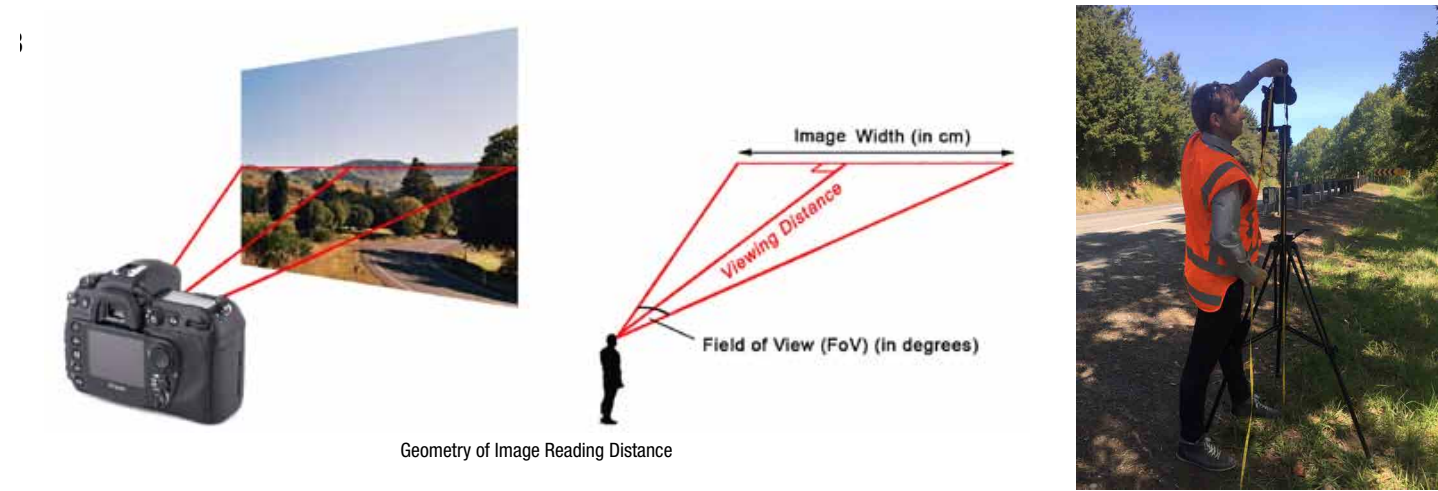 Image Width (in cm)
Viewing Distance
Field of View (FoV) (in degrees)
Geometry of Image Reading Distance